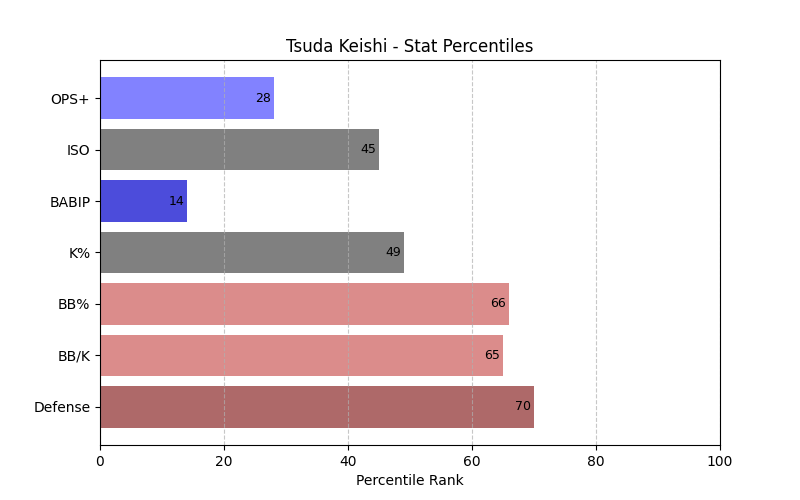 Tsuda Keishi - Stat Percentiles
OPS+ 28
ISO 45
BABIP 14
K% 49
BB% 66
BB/K 65
Defense 70
0 20 40 60 80 100
Percentile Rank